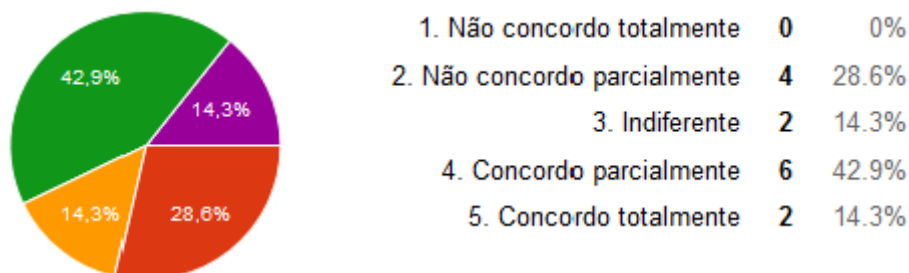 42,9%
14,3%
14,3%
28,6%
1. Não concordo totalmente 0 0%
2. Não concordo parcialmente 4 28.6%
3. Indiferente 2 14.3%
4. Concordo parcialmente 6 42.9%
5. Concordo totalmente 2 14.3%